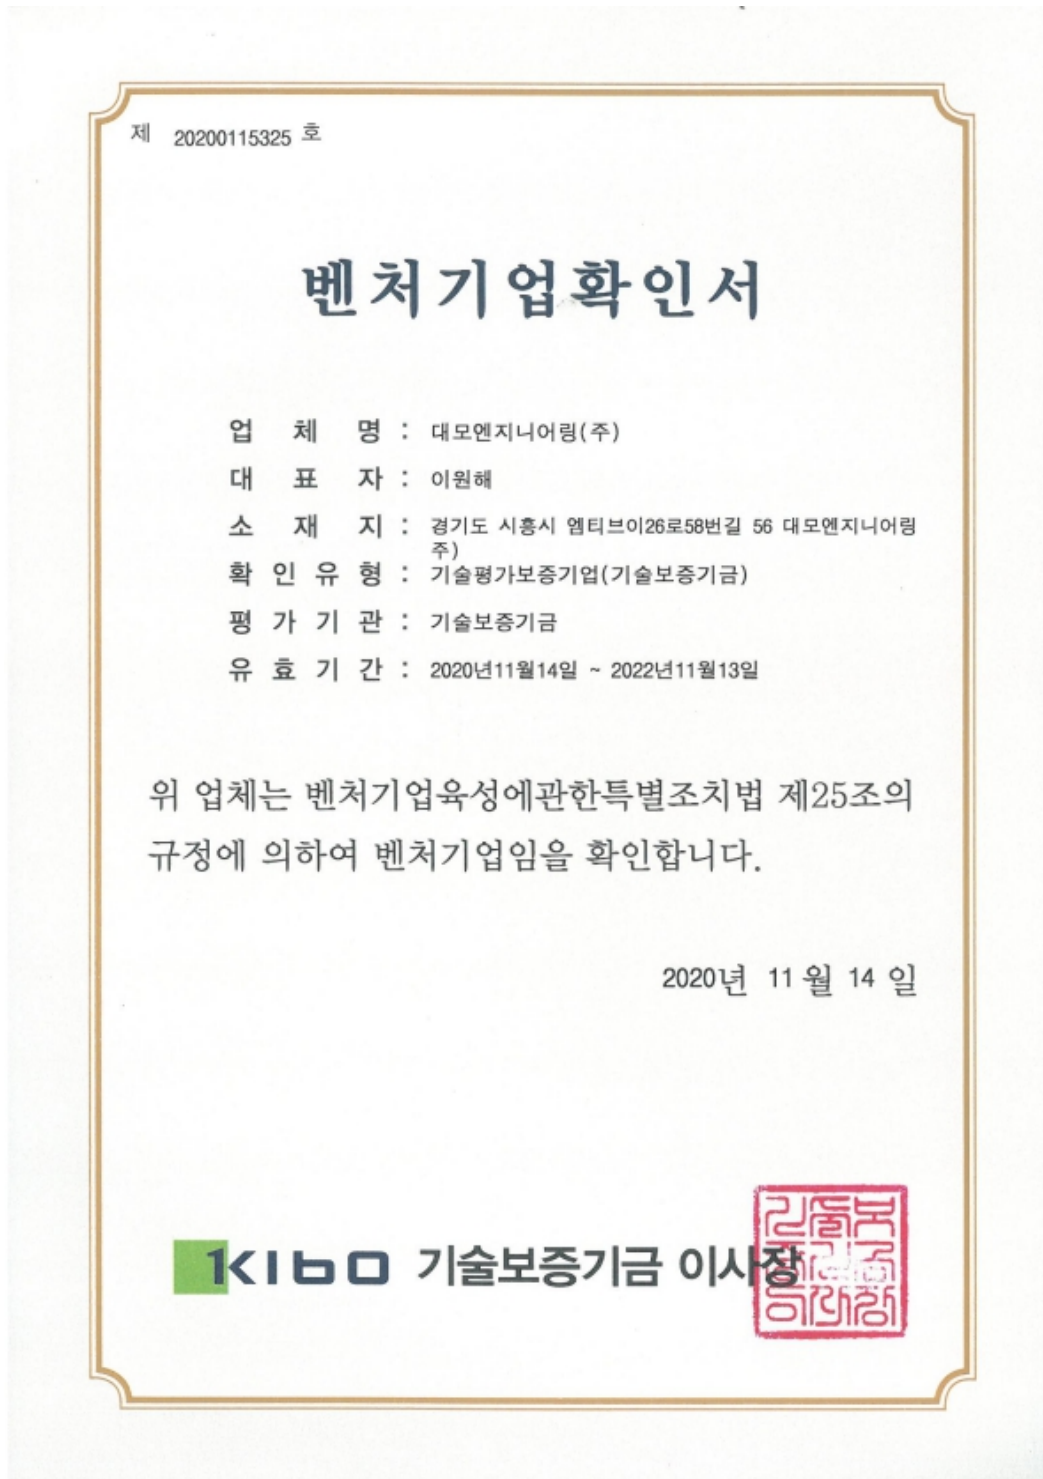 제 20200115325 호
벤처기업확인서
업 체 명 : 대모엔지니어링(주)
대 표 자 : 이원해
소 재 지 : 경기도 시흥시 엠티브이26로58번길 56 대모엔지니어링
주)
확 인 유 형 : 기술평가보증기업(기술보증기금)
평 가 기 관 : 기술보증기금
유 효 기 간 : 2020년11월14일 ~ 2022년11월13일
위 업체는 벤처기업육성에관한특별조치법 제25조의
규정에 의하여 벤처기업임을 확인합니다.
2020년 11 월 14 일
KIBO 기술보증기금 이사장